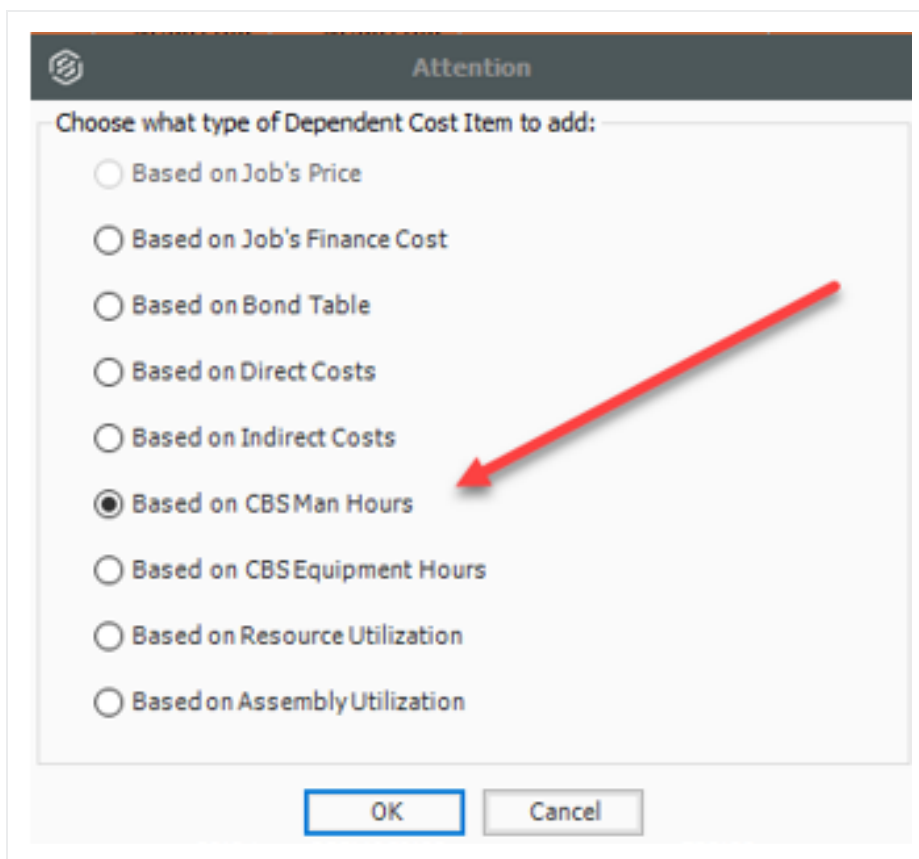 Attention
Choose what type of Dependent Cost Item to add:
Based on Job's Price
Based on Job's Finance Cost
Based on Bond Table
Based on Direct Costs
Based on Indirect Costs
Based on CBS Man Hours
Based on CBS Equipment Hours
Based on Resource Utilization
Based on Assembly Utilization
OK Cancel